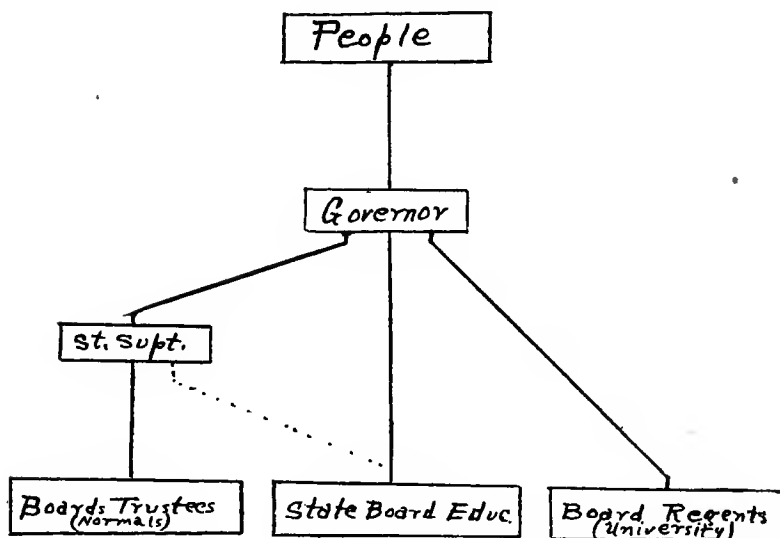 People
Governor
St. Supt.
Boards Trustees
(Normals)
State Board Educ.
Board Regents
(University)